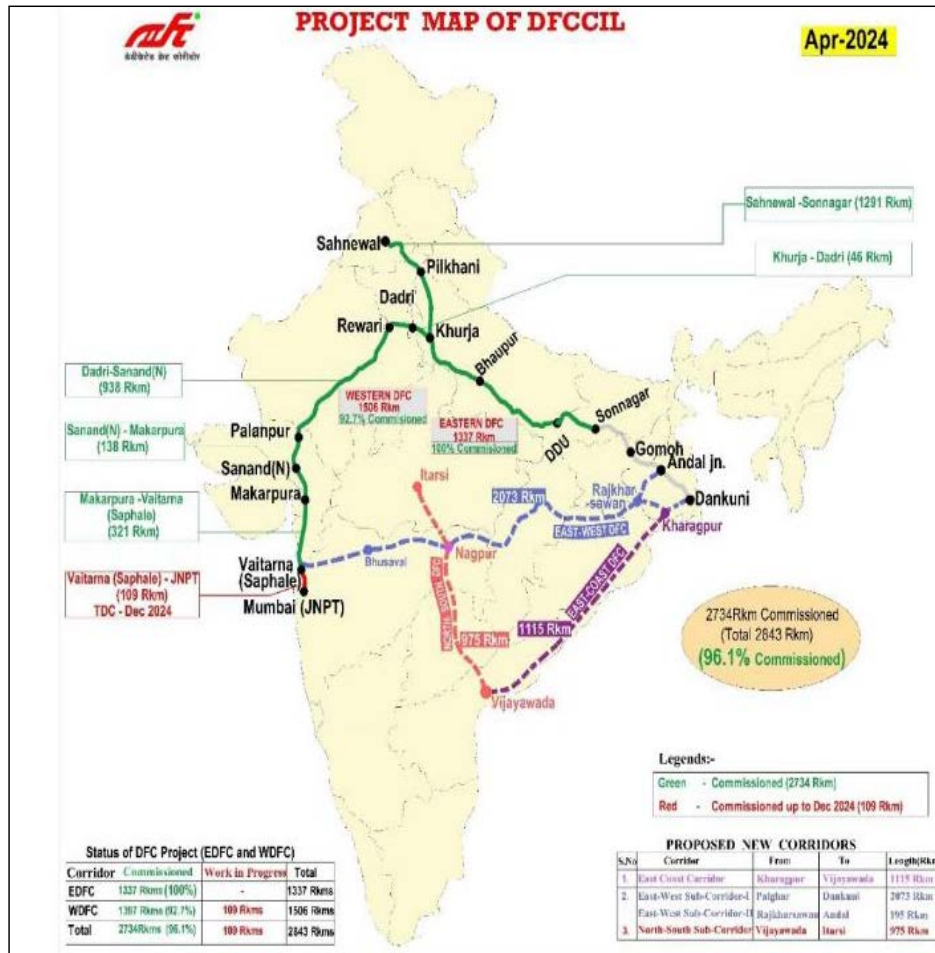 PROJECT MAP OF DFCCIL
Apr-2024
डेडीकेटेड फ्रेट कोरीडोर
Sahnewal -Sonnagar (1291 Rkm)
Sahnewal
Pilkhani
Khurja - Dadri (46 Rkm)
Dadri
Rewari
Khurja
Bhaupur
Dadri-Sanand(N)
(938 Rkm)
WESTERN DFC
1506 Rkm
92.7% Commisioned
EASTERN DFC
1337 Rkm
100% Commisioned
Sonnagar
DDU
Palanpur
Sanand(N) - Makarpura
(138 Rkm)
Gomoh
Andal jn.
Sanand(N)
Itarsi
Makarpura
2073 Rkm
Rajkhar
-sawan
Dankuni
Makarpura -Vaitarna
(Saphale)
(321 Rkm)
EAST-WEST DFC
Kharagpur
Nagpur
Bhusaval
Vaitarna
(Saphale)
Vaitarna (Saphale) - JNPT
(109 Rkm)
TDC - Dec 2024
Mumbai (JNPT)
NORTH- SOUTH DFC
975 Rkm
EAST-COAST DFC
1115 Rkm
2734Rkm Commissioned
(Total 2843 Rkm)
(96.1% Commissioned)
Vijayawada
Legends:-
Green - Commissioned (2734 Rkm)
Red - Commissioned up to Dec 2024 (109 Rkm)
Status of DFC Project (EDFC and WDFC)
Corridor Commissioned Work in Progress Total
EDFC 1337 Rkms (100%) - 1337 Rkms
WDFC 1397 Rkms (92.7%) 109 Rkms 1506 Rkms
Total 2734Rkms (96.1%) 109 Rkms 2843 Rkms
PROPOSED NEW CORRIDORS
S.No Corridor From To Length(Rkm
1. East Coast Carridor Kharagpur Vijayawada 1115 Rkm
2. East-West Sub-Corridor-I Palghar Dankuni 2073 Rkm
East-West Sub-Corridor-II Rajkharsawan Andal 195 Rkm
3. North-South Sub-Corridor Vijayawada Itarsi 975 Rkm